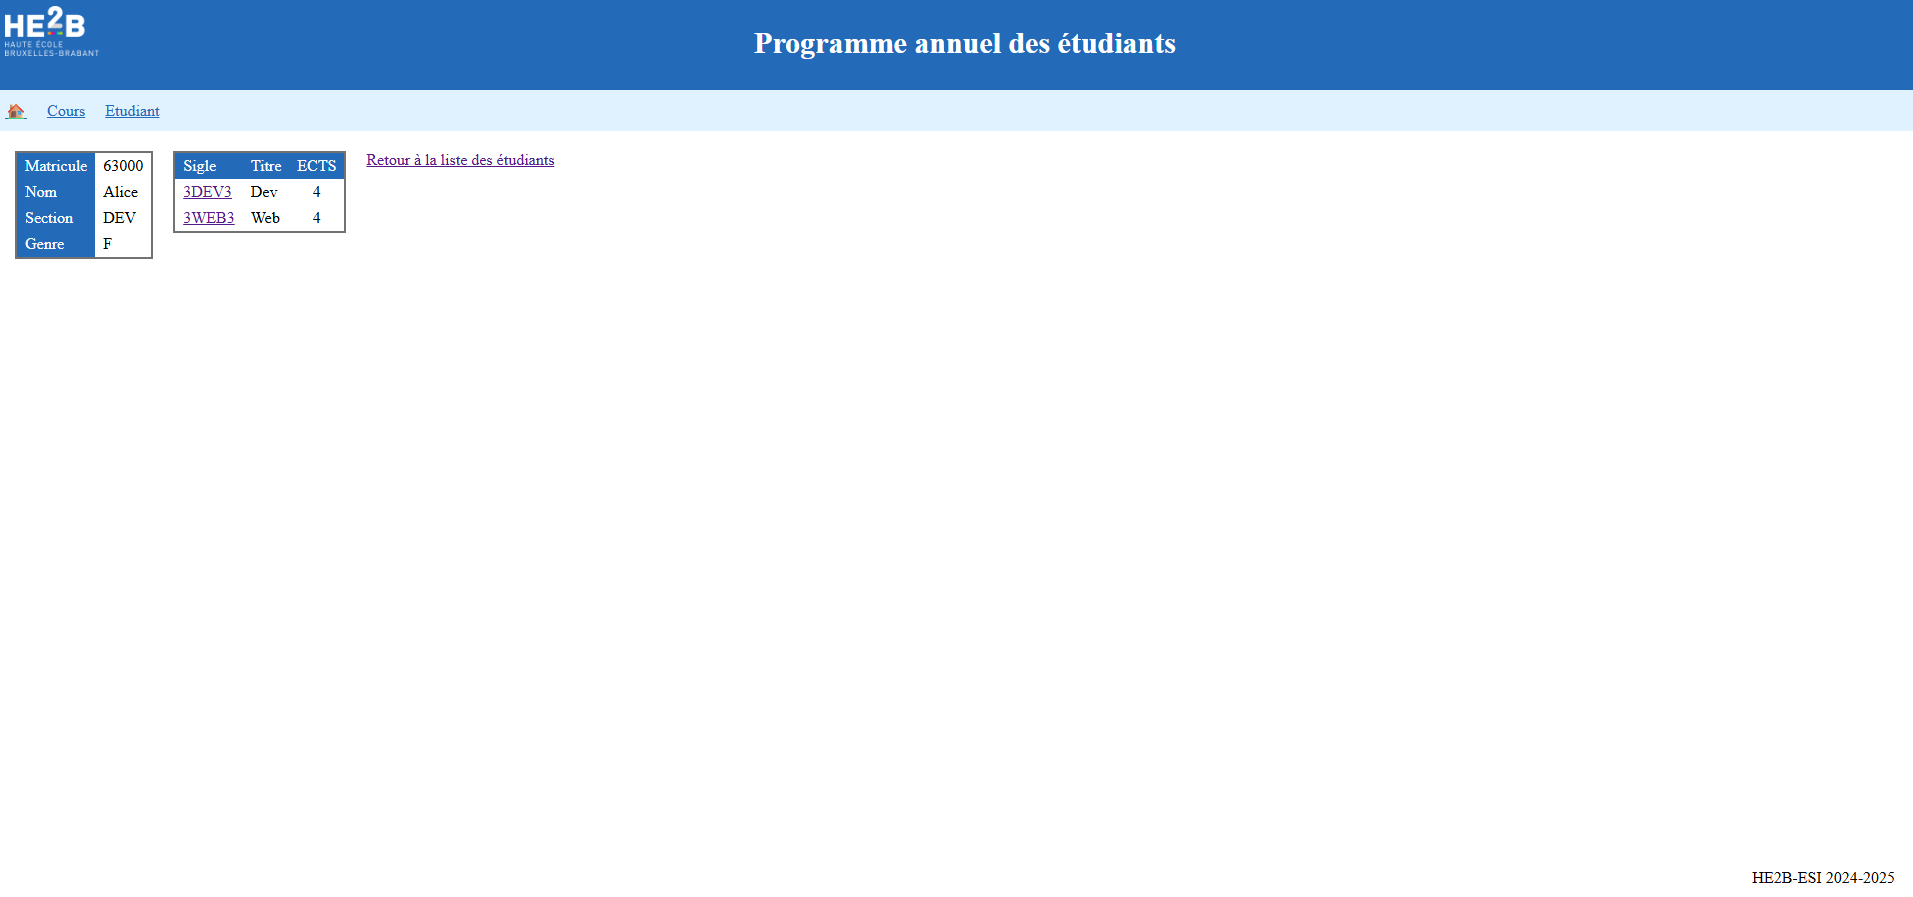 HE2B
HAUTE ÉCOLE
BRUXELLES-BRABANT
Programme annuel des étudiants
Cours Etudiant
Matricule 63000
Nom Alice
Section DEV
Genre F
Sigle Titre ECTS
3DEV3 Dev 4
3WEB3 Web 4
Retour à la liste des étudiants
HE2B-ESI 2024-2025